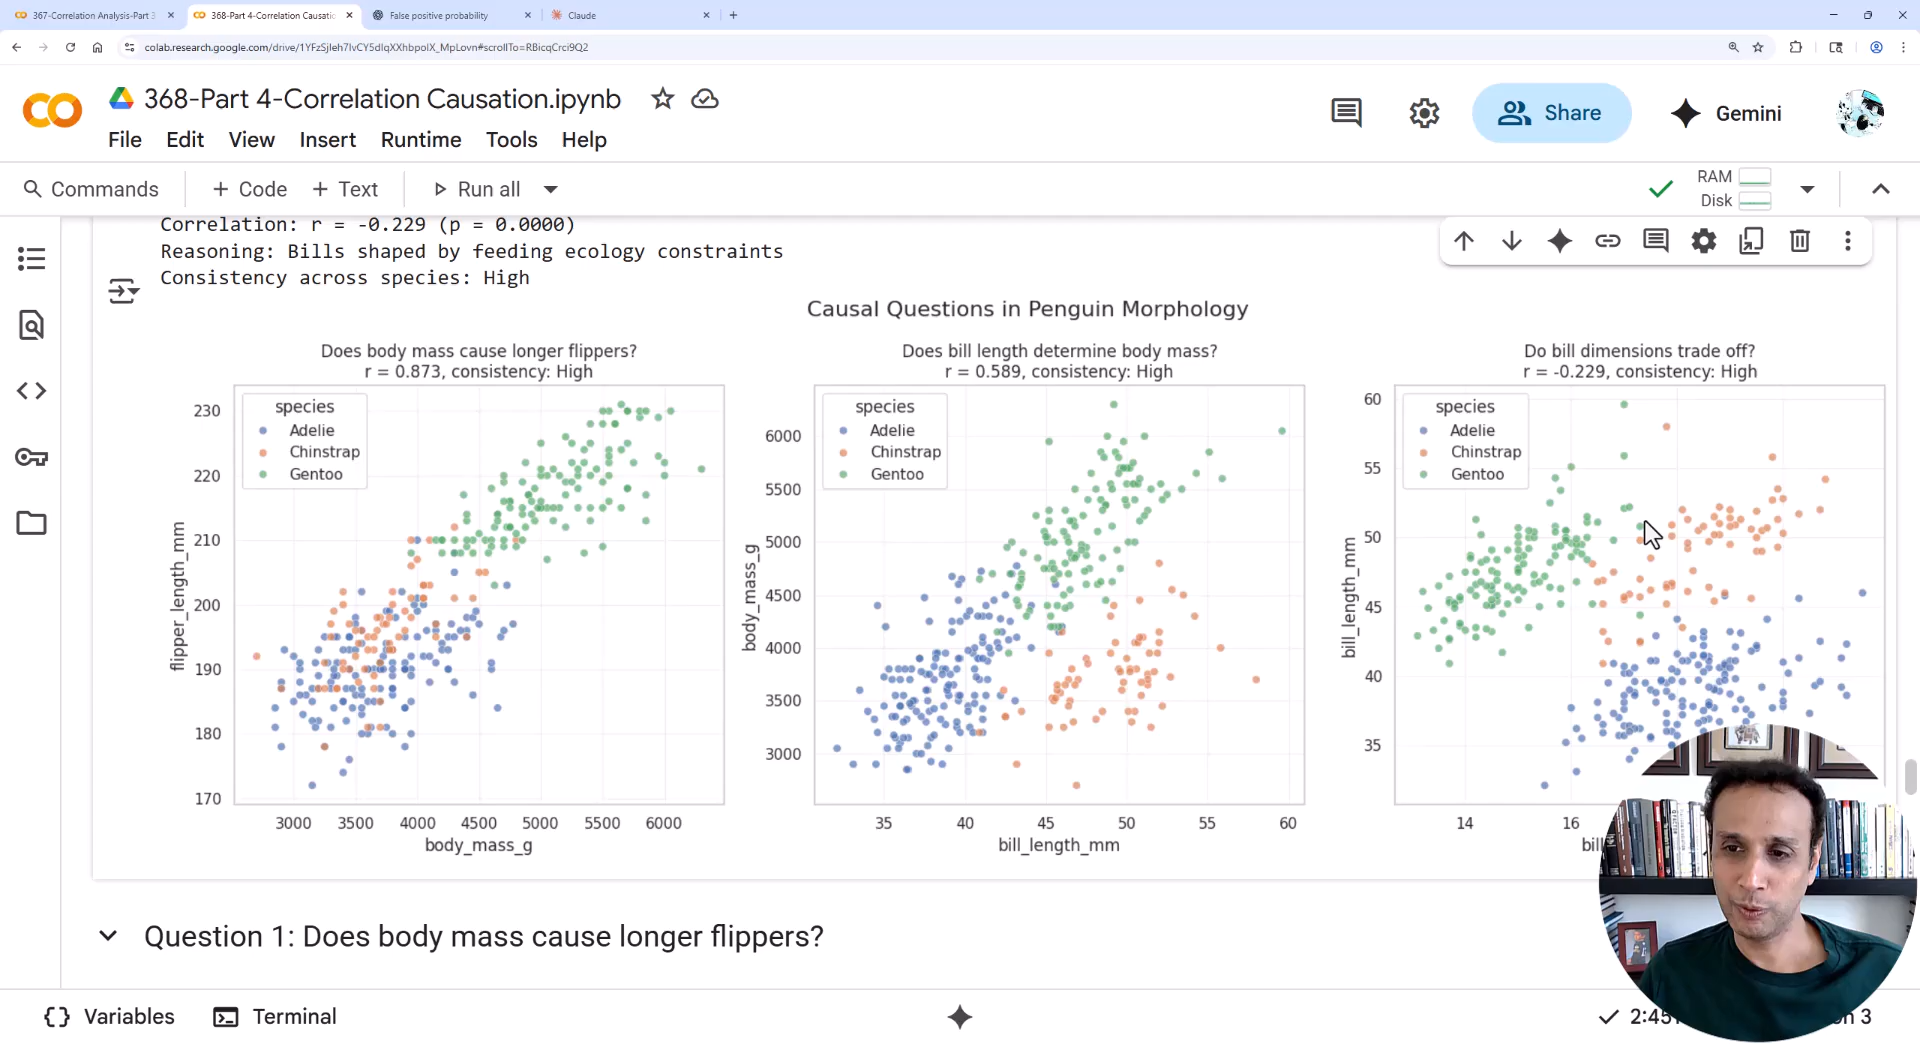 367-Correlation Analysis-Part 3
368-Part 4-Correlation Causatic
False positive probability
Claude
colab.research.google.com/drive/
368-Part 4-Correlation Causation.ipynb
Share
Gemini
File Edit View Insert Runtime Tools Help
Commands + Code + Text Run all
RAM
Disk
Correlation: r = -0.229 (p = 0.0000)
Reasoning: Bills shaped by feeding ecology constraints
Consistency across species: High
Causal Questions in Penguin Morphology
Does body mass cause longer flippers?
r = 0.873, consistency: High
species
Adelie
Chinstrap
Gentoo
230
220
210
200
190
180
170
flipper_length_mm
3000 3500 4000 4500 5000 5500 6000
body_mass_g
Does bill length determine body mass?
r = 0.589, consistency: High
species
Adelie
Chinstrap
Gentoo
6000
5500
5000
4500
4000
3500
3000
body_mass_g
35 40 45 50 55 60
bill_length_mm
Do bill dimensions trade off?
r = -0.229, consistency: High
species
Adelie
Chinstrap
Gentoo
60
55
50
45
40
35
bill_length_mm
14 16
bill
Question 1: Does body mass cause longer flippers?
Variables Terminal
2:45
n 3